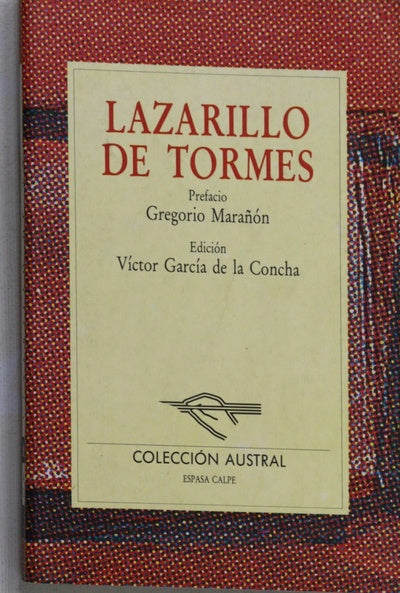 LAZARILLO
DE TORMES
Prefacio
Gregorio Marañón
Edición
Víctor García de la Concha
COLECCIÓN AUSTRAL
ESPASA CALPE